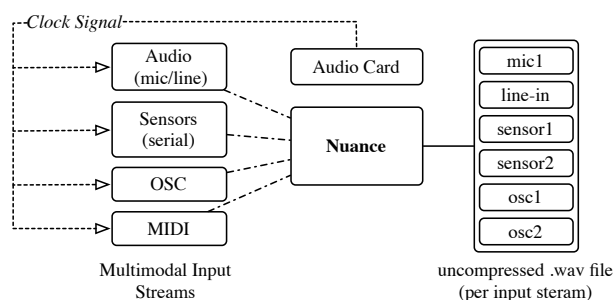 Clock Signal
Audio
(mic/line)
Audio Card
Sensors
(serial)
Nuance
OSC
MIDI
mic1
line-in
sensor1
sensor2
osc1
osc2
Multimodal Input
Streams
uncompressed .wav file
(per input steram)